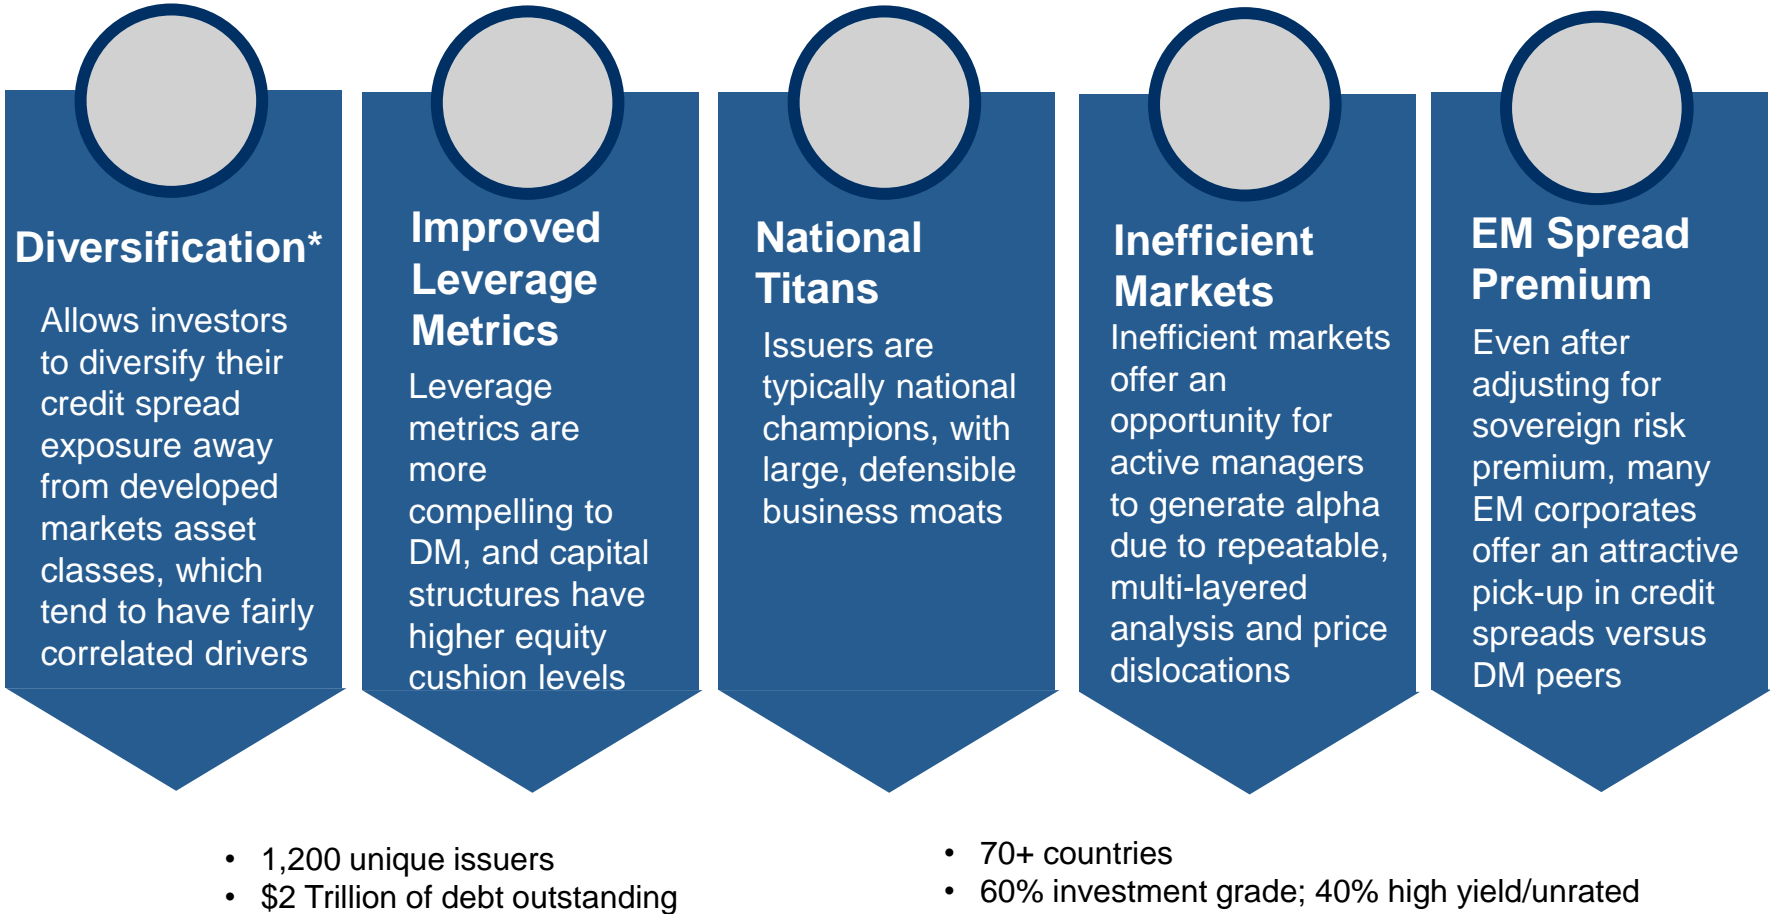 Diversification*
Allows investors
to diversify their
credit spread
exposure away
from developed
markets asset
classes, which
tend to have fairly
correlated drivers
Improved
Leverage
Metrics
Leverage
metrics are
more
compelling to
DM, and capital
structures have
higher equity
cushion levels
National
Titans
Issuers are
typically national
champions, with
large, defensible
business moats
Inefficient
Markets
Inefficient markets
offer an
opportunity for
active managers
to generate alpha
due to repeatable,
multi-layered
analysis and price
dislocations
EM Spread
Premium
Even after
adjusting for
sovereign risk
premium, many
EM corporates
offer an attractive
pick-up in credit
spreads versus
DM peers
• 1,200 unique issuers
• $2 Trillion of debt outstanding
• 70+ countries
• 60% investment grade; 40% high yield/unrated